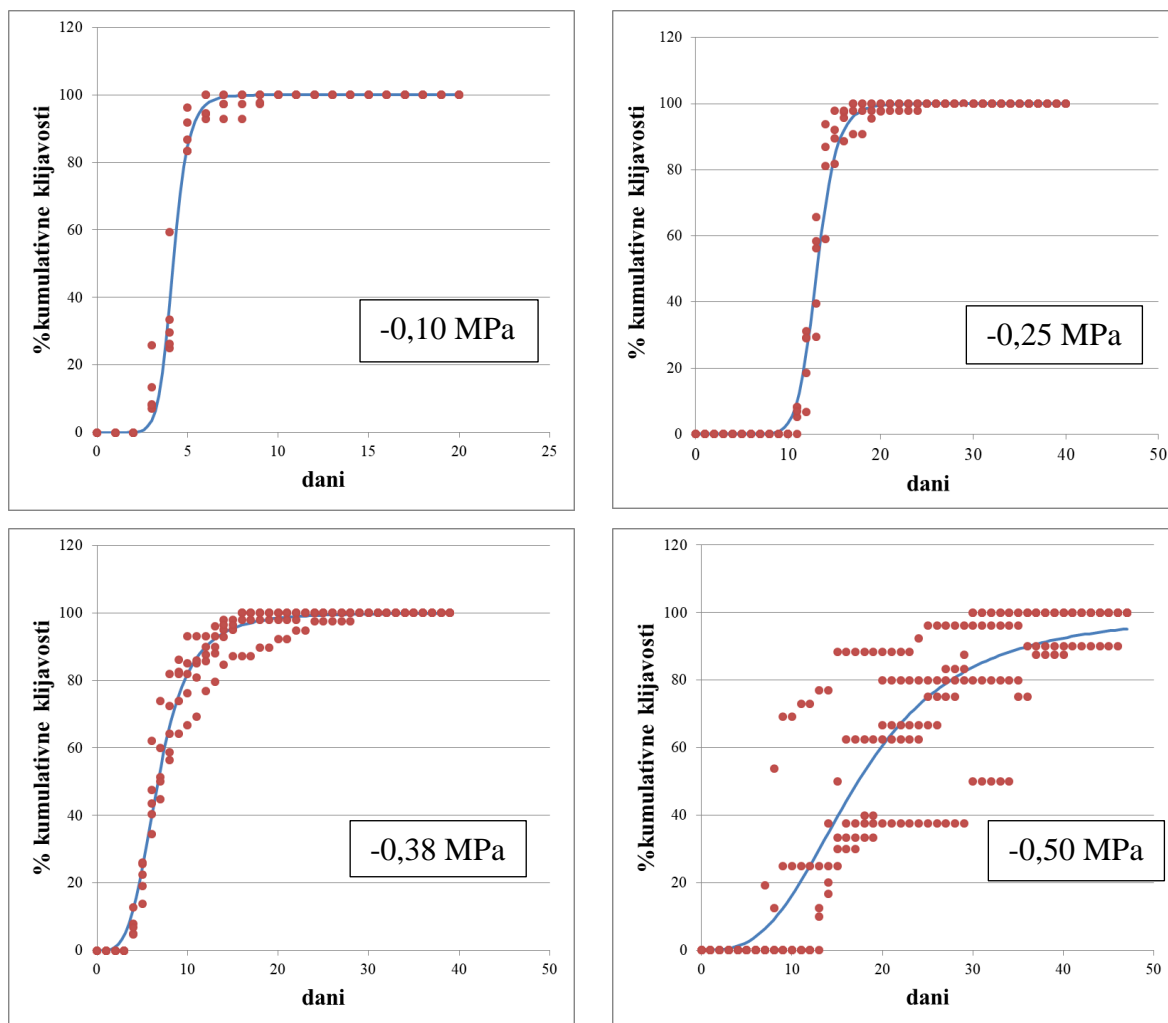 120
100
80
60
40
20
0
%kumulativne klijavosti
-0,10 MPa
0 5 10 15 20 25
dani
120
100
80
60
40
20
0
% kumulativne klijavosti
-0,25 MPa
0 10 20 30 40 50
dani
120
100
80
60
40
20
0
% kumulativne klijavosti
-0,38 MPa
0 10 20 30 40 50
dani
120
100
80
60
40
20
0
%kumulativne klijavosti
-0,50 MPa
0 10 20 30 40 50
dani